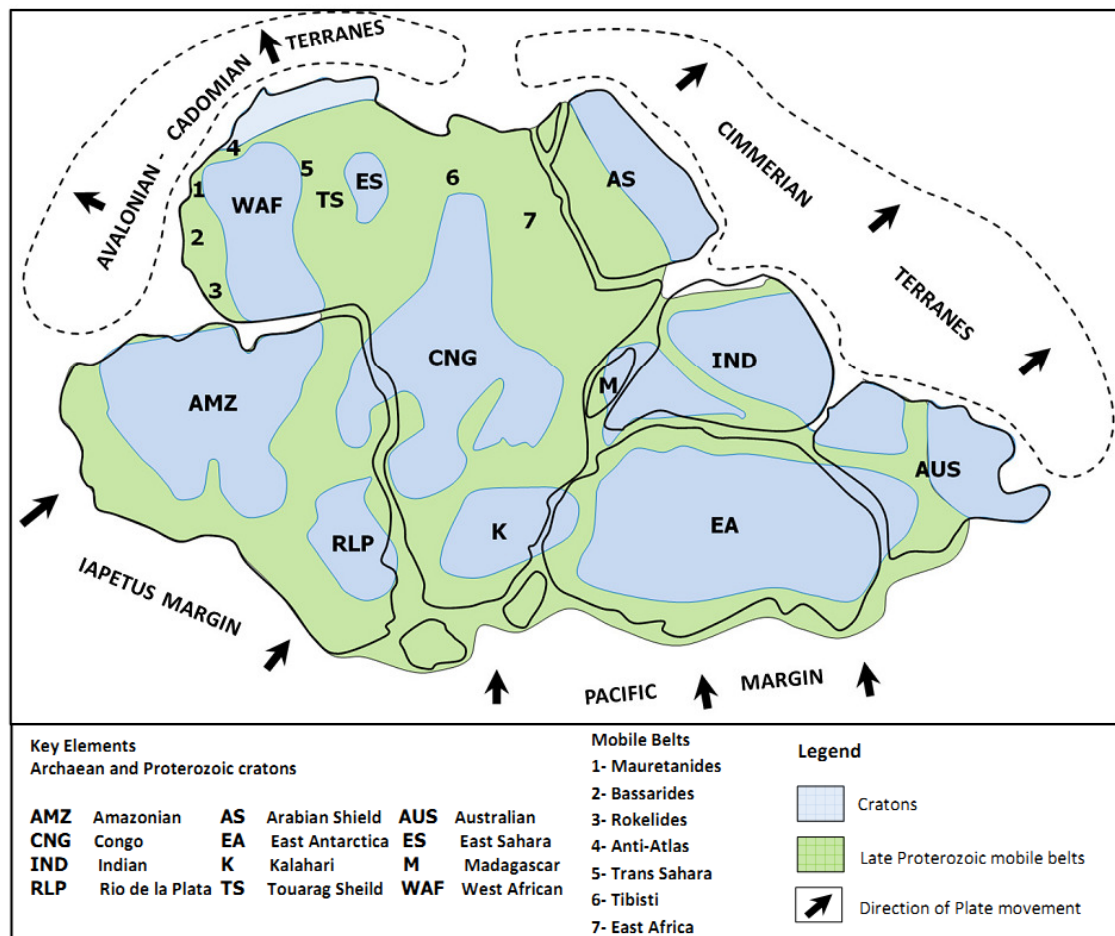 AVALONIAN - CADOMIAN TERRANES
CIMMERIAN TERRANES
4
1
WAF
5
TS
ES
6
7
AS
2
3
AMZ
CNG
M
IND
AUS
RLP
K
EA
IAPETUS MARGIN
PACIFIC MARGIN
Key Elements
Archaean and Proterozoic cratons
AMZ Amazonian AS Arabian Shield AUS Australian
CNG Congo EA East Antarctica ES East Sahara
IND Indian K Kalahari M Madagascar
RLP Rio de la Plata TS Touarag Sheild WAF West African
Mobile Belts
1- Mauretanides
2- Bassarides
3- Rokelides
4- Anti-Atlas
5- Trans Sahara
6- Tibisti
7- East Africa
Legend
Cratons
Late Proterozoic mobile belts
Direction of Plate movement